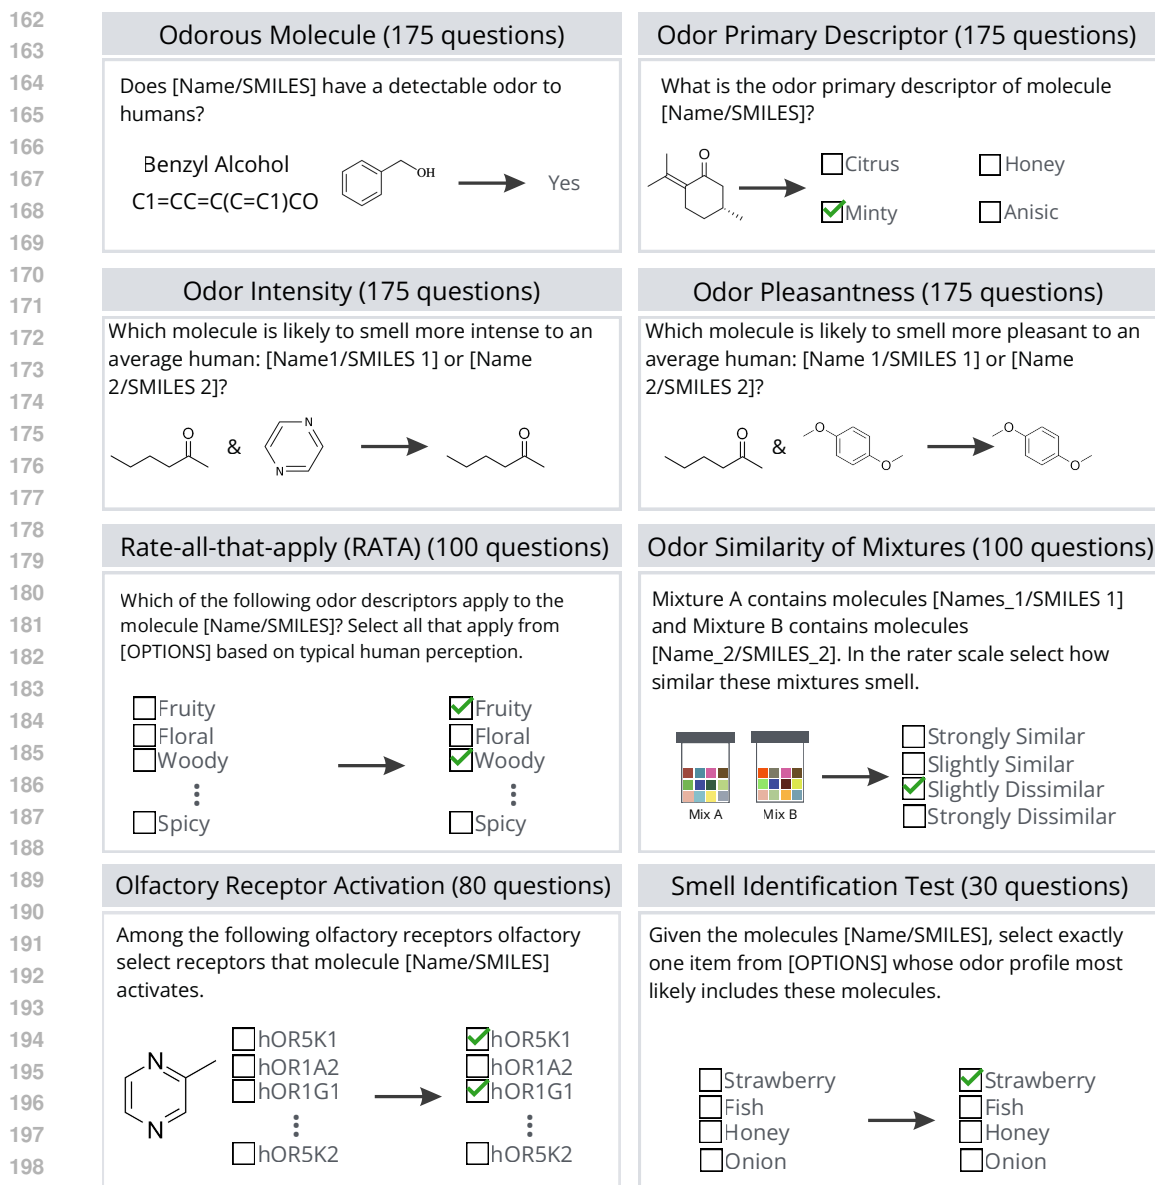 162
163
164
165
166
167
168
169
170
171
172
173
174
175
176
177
178
179
180
181
182
183
184
185
186
187
188
189
190
191
192
193
194
195
196
197
198
Odorous Molecule (175 questions)
Does [Name/SMILES] have a detectable odor to
humans?
Benzyl Alcohol
C1=CC=C(C=C1)CO
OH
Yes
Odor Primary Descriptor (175 questions)
What is the odor primary descriptor of molecule
[Name/SMILES]?
O
Citrus
Honey
Minty
Anisic
Odor Intensity (175 questions)
Which molecule is likely to smell more intense to an
average human: [Name1/SMILES 1] or [Name
2/SMILES 2]?
O
&
N
N
O
Odor Pleasantness (175 questions)
Which molecule is likely to smell more pleasant to an
average human: [Name 1/SMILES 1] or [Name
2/SMILES 2]?
O
&
O
O
O
O
Rate-all-that-apply (RATA) (100 questions)
Which of the following odor descriptors apply to the
molecule [Name/SMILES]? Select all that apply from
[OPTIONS] based on typical human perception.
Fruity
Floral
Woody
Spicy
Fruity
Floral
Woody
Spicy
Odor Similarity of Mixtures (100 questions)
Mixture A contains molecules [Names_1/SMILES 1]
and Mixture B contains molecules
[Name_2/SMILES_2]. In the rater scale select how
similar these mixtures smell.
Mix A
Mix B
Strongly Similar
Slightly Similar
Slightly Dissimilar
Strongly Dissimilar
Olfactory Receptor Activation (80 questions)
Among the following olfactory receptors olfactory
select receptors that molecule [Name/SMILES]
activates.
N
N
hOR5K1
hOR1A2
hOR1G1
hOR5K2
hOR5K1
hOR1A2
hOR1G1
hOR5K2
Smell Identification Test (30 questions)
Given the molecules [Name/SMILES], select exactly
one item from [OPTIONS] whose odor profile most
likely includes these molecules.
Strawberry
Fish
Honey
Onion
Strawberry
Fish
Honey
Onion